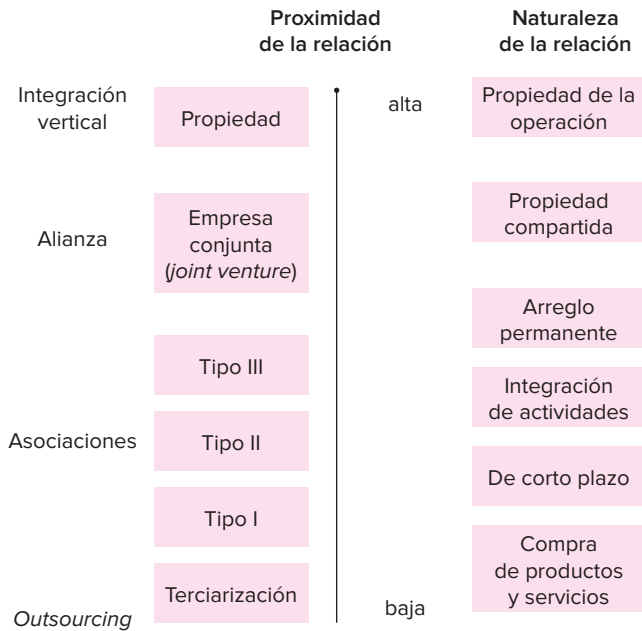 Proximidad
de la relación
Naturaleza
de la relación
Integración
vertical
Propiedad
alta
Propiedad de la
operación
Alianza
Empresa
conjunta
(joint venture)
Propiedad
compartida
Arreglo
permanente
Asociaciones
Tipo III
Integración
de actividades
Tipo II
De corto plazo
Tipo I
Outsourcing
Terciarización
baja
Compra
de productos
y servicios